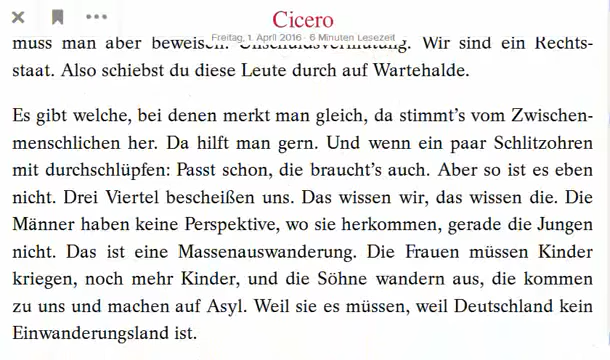 Cicero
Freitag, 1. April 2016 · 6 Minuten Lesezeit
muss man aber beweisen. Unschuldsvermutung. Wir sind ein Rechts-
staat. Also schiebst du diese Leute durch auf Wartehalde.
Es gibt welche, bei denen merkt man gleich, da stimmt’s vom Zwischen-
menschlichen her. Da hilft man gern. Und wenn ein paar Schlitzohren
mit durchschlüpfen: Passt schon, die braucht’s auch. Aber so ist es eben
nicht. Drei Viertel bescheißen uns. Das wissen wir, das wissen die. Die
Männer haben keine Perspektive, wo sie herkommen, gerade die Jungen
nicht. Das ist eine Massenauswanderung. Die Frauen müssen Kinder
kriegen, noch mehr Kinder, und die Söhne wandern aus, die kommen
zu uns und machen auf Asyl. Weil sie es müssen, weil Deutschland kein
Einwanderungsland ist.